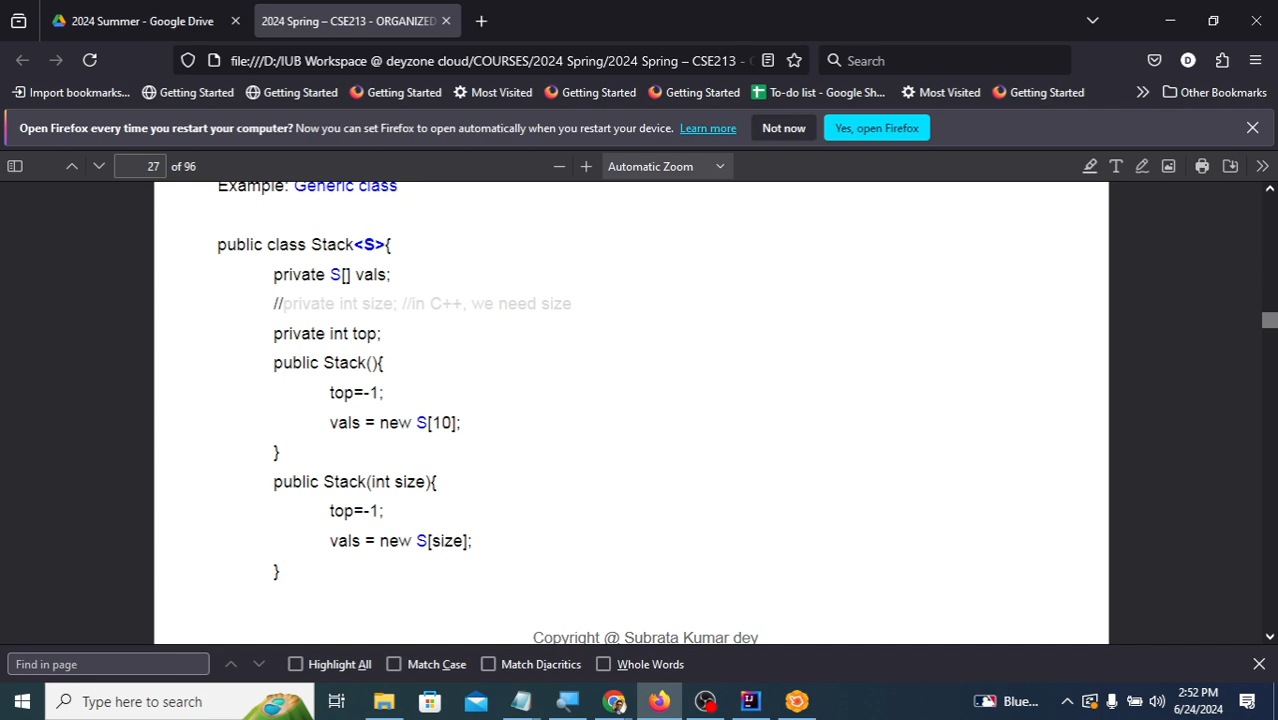 2024 Summer - Google Drive
2024 Spring – CSE213 - ORGANIZED
file:///D:/IUB Workspace @ deyzone cloud/COURSES/2024 Spring/2024 Spring – CSE213 -
Search
Import bookmarks...
Getting Started
Getting Started
Getting Started
Most Visited
Getting Started
Getting Started
To-do list - Google Sh...
Most Visited
Getting Started
Other Bookmarks
Open Firefox every time you restart your computer? Now you can set Firefox to open automatically when you restart your device. Learn more
Not now
Yes, open Firefox
27 of 96
Automatic Zoom
Example: Generic class
public class Stack<S>{
private S[] vals;
//private int size; //in C++, we need size
private int top;
public Stack(){
top=-1;
vals = new S[10];
}
public Stack(int size){
top=-1;
vals = new S[size];
}
Copyright @ Subrata Kumar dey
Find in page
Highlight All
Match Case
Match Diacritics
Whole Words
Type here to search
Blue...
2:52 PM
6/24/2024